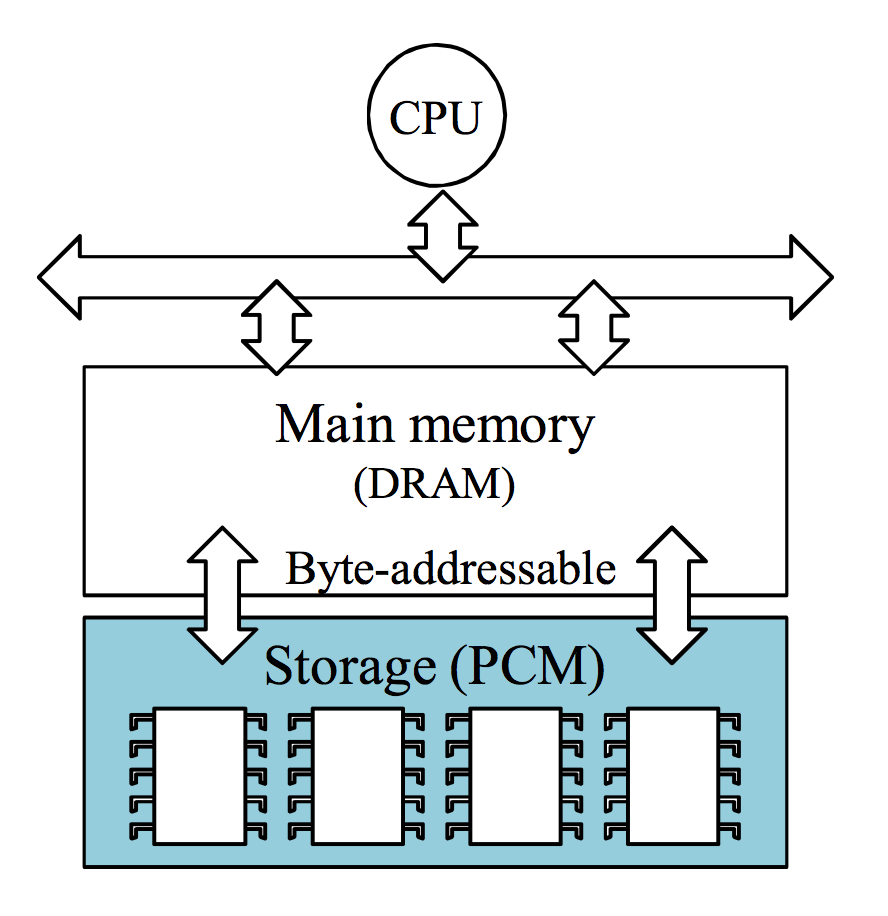 CPU
Main memory
(DRAM)
Byte-addressable
Storage (PCM)